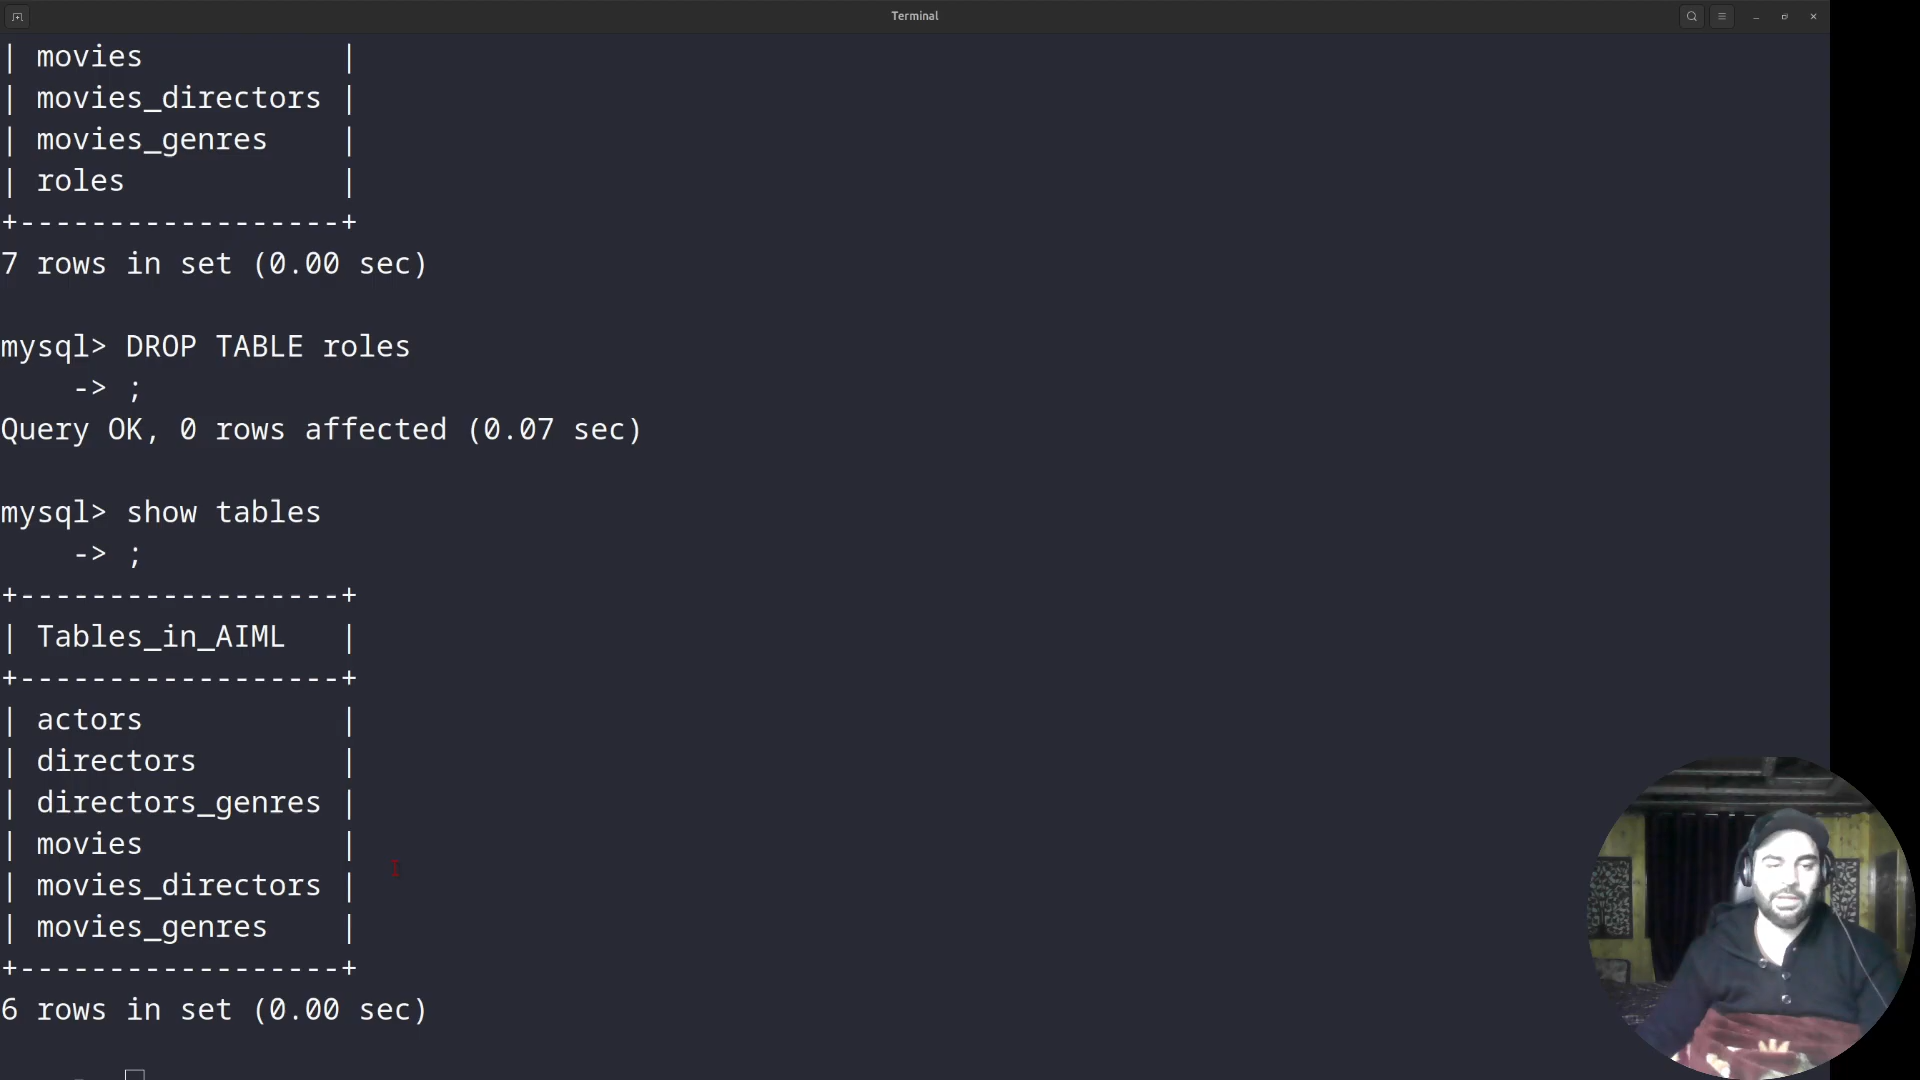 Terminal
| movies |
| movies_directors |
| movies_genres |
| roles |
+------------------+
7 rows in set (0.00 sec)
mysql> DROP TABLE roles
-> ;
Query OK, 0 rows affected (0.07 sec)
mysql> show tables
-> ;
+------------------+
| Tables_in_AIML |
+------------------+
| actors |
| directors |
| directors_genres |
| movies |
| movies_directors |
| movies_genres |
+------------------+
6 rows in set (0.00 sec)